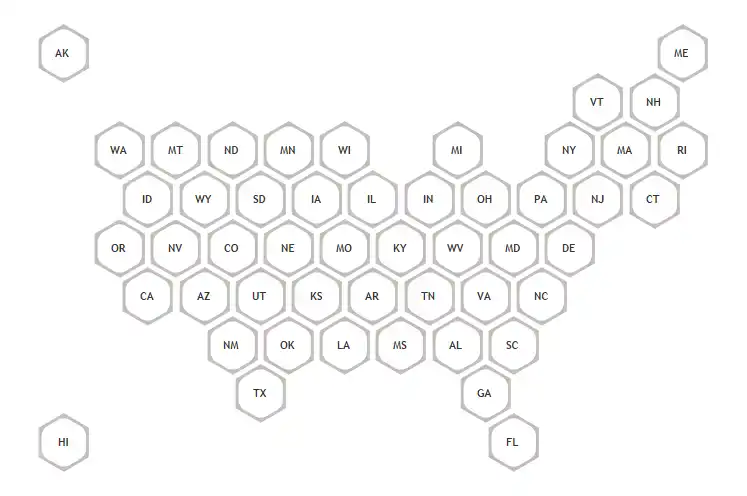 AK ME
VT NH
WA MT ND MN WI MI NY MA RI
ID WY SD IA IL IN OH PA NJ CT
OR NV CO NE MO KY WV MD DE
CA AZ UT KS AR TN VA NC
NM OK LA MS AL SC
TX GA
HI FL